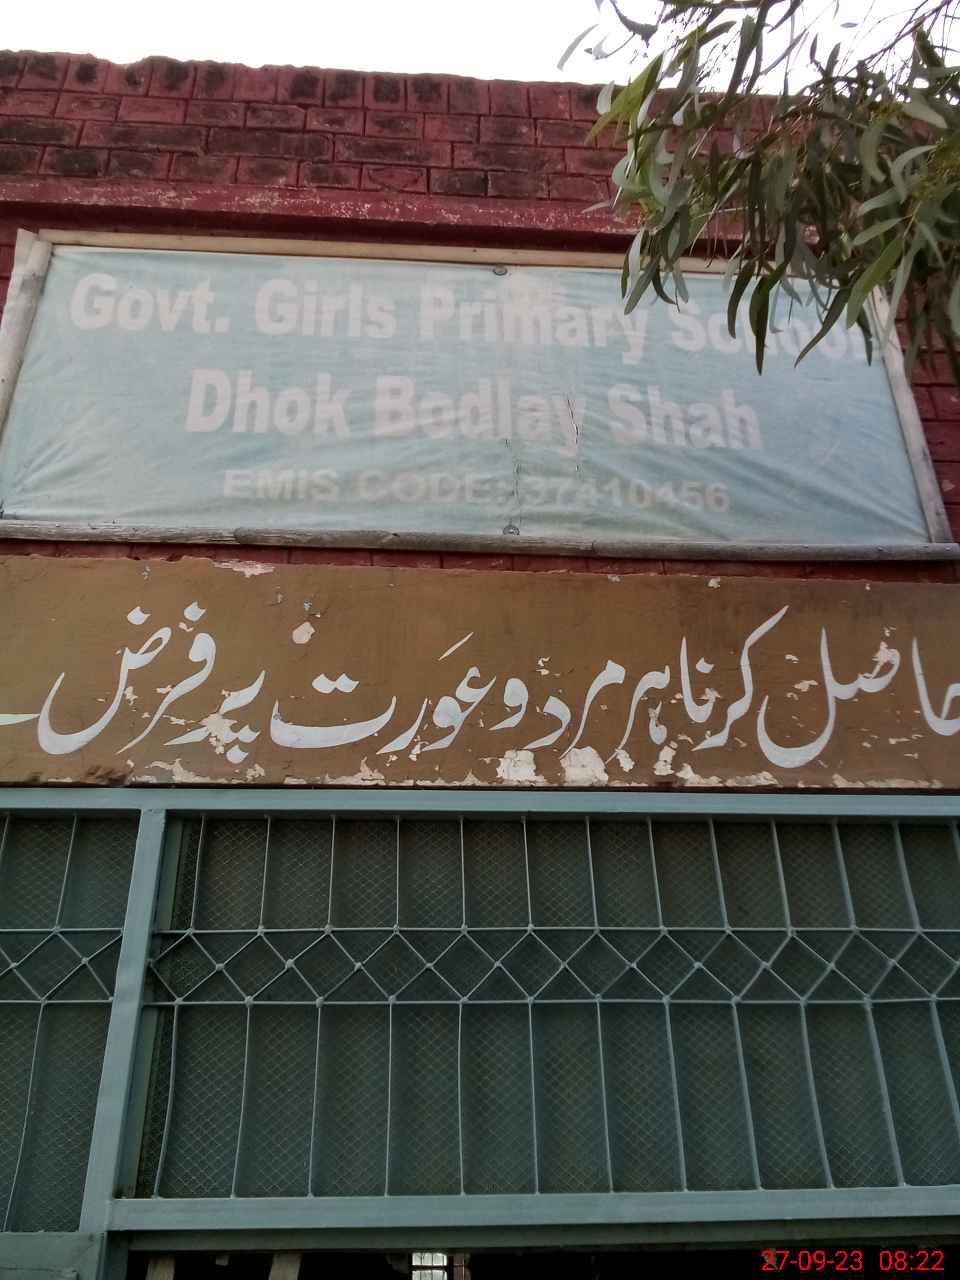 Govt. Girls Primary School
Dhok Bodlay Shah
EMIS CODE: 37410456
حاصل کرنا ہر مرد و عورت پر فرض
27-09-23 08:22